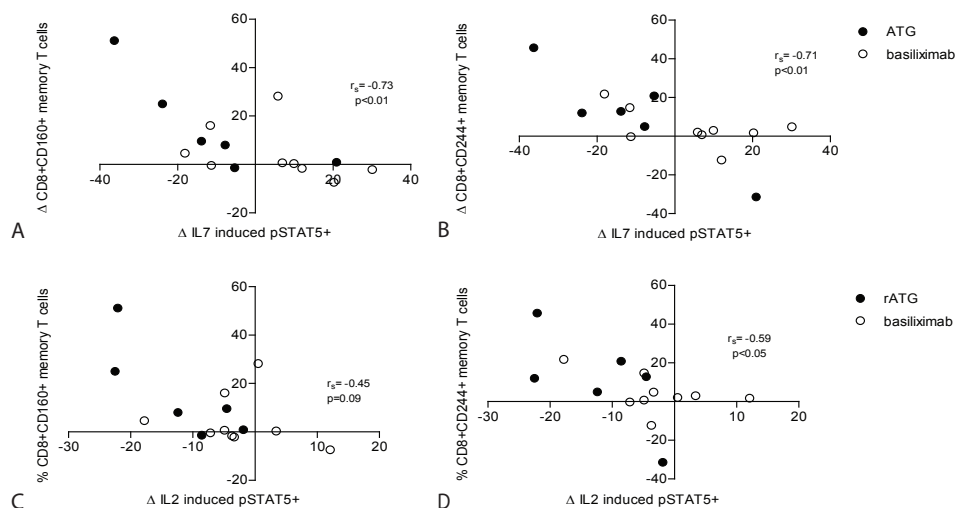 60
40
20
-20
-40
-20
20
40
Δ CD8+CD160+ memory T cells
rs= -0.73
p<0.01
A
Δ IL7 induced pSTAT5+
60
40
20
-20
-40
-40
-20
20
40
Δ CD8+CD244+ memory T cells
rs= -0.71
p<0.01
ATG
basiliximab
B
Δ IL7 induced pSTAT5+
60
40
20
-20
-30
-20
-10
10
20
% CD8+CD160+ memory T cells
rs= -0.45
p=0.09
C
Δ IL2 induced pSTAT5+
60
40
20
-20
-40
-30
-20
-10
10
20
% CD8+CD244+ memory T cells
rs= -0.59
p<0.05
rATG
basiliximab
D
Δ IL2 induced pSTAT5+